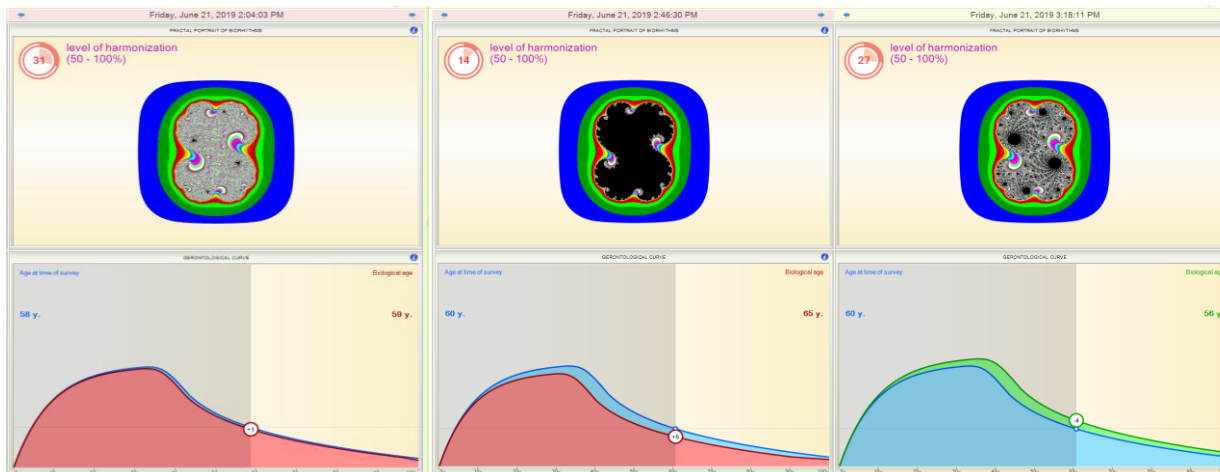 Friday, June 21, 2019 2:04:03 PM
FRACTAL PORTRAIT OF BIORHYTHMS
31
level of harmonization
(50 - 100%)
GERONTOLOGICAL CURVE
Age at time of survey
Biological age
58 y.
59 y.
+1
Friday, June 21, 2019 2:46:30 PM
FRACTAL PORTRAIT OF BIORHYTHMS
14
level of harmonization
(50 - 100%)
GERONTOLOGICAL CURVE
Age at time of survey
Biological age
60 y.
65 y.
+5
Friday, June 21, 2019 3:18:11 PM
FRACTAL PORTRAIT OF BIORHYTHMS
27
level of harmonization
(50 - 100%)
GERONTOLOGICAL CURVE
Age at time of survey
Biological ag
60 y.
56 y
-4